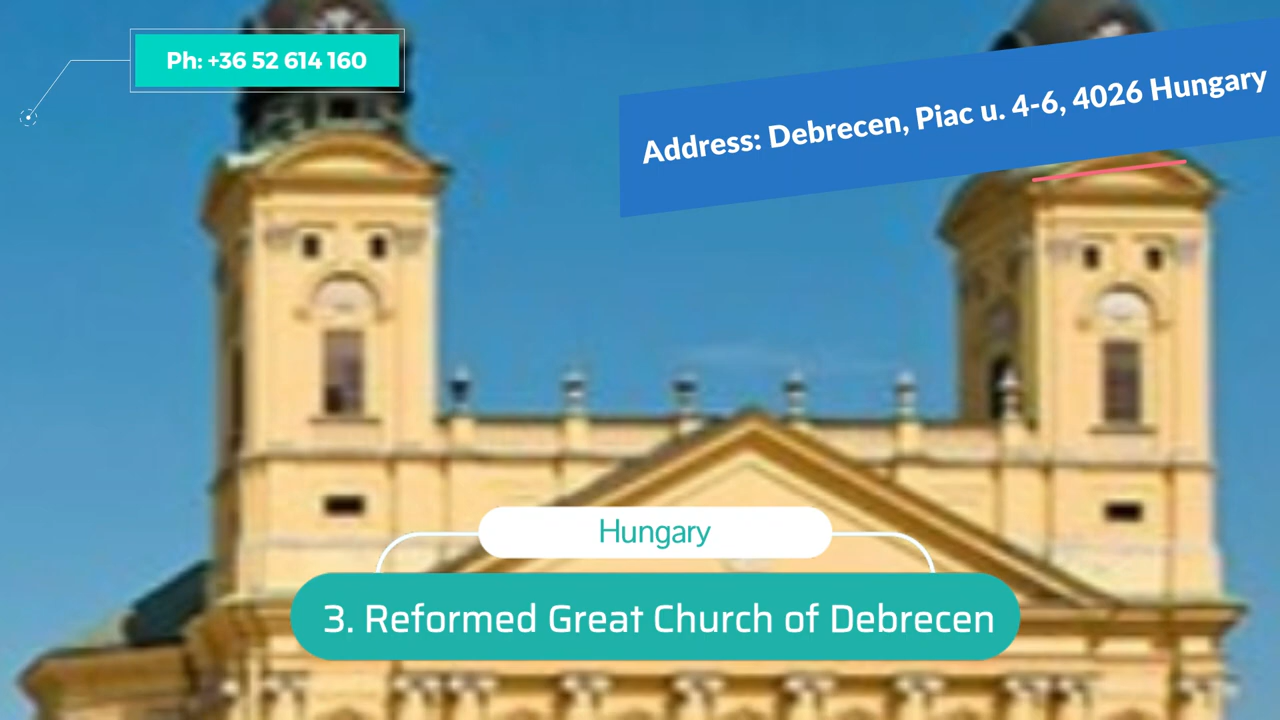 Ph: +36 52 614 160
Address: Debrecen, Piac u. 4-6, 4026 Hungary
Hungary
3. Reformed Great Church of Debrecen